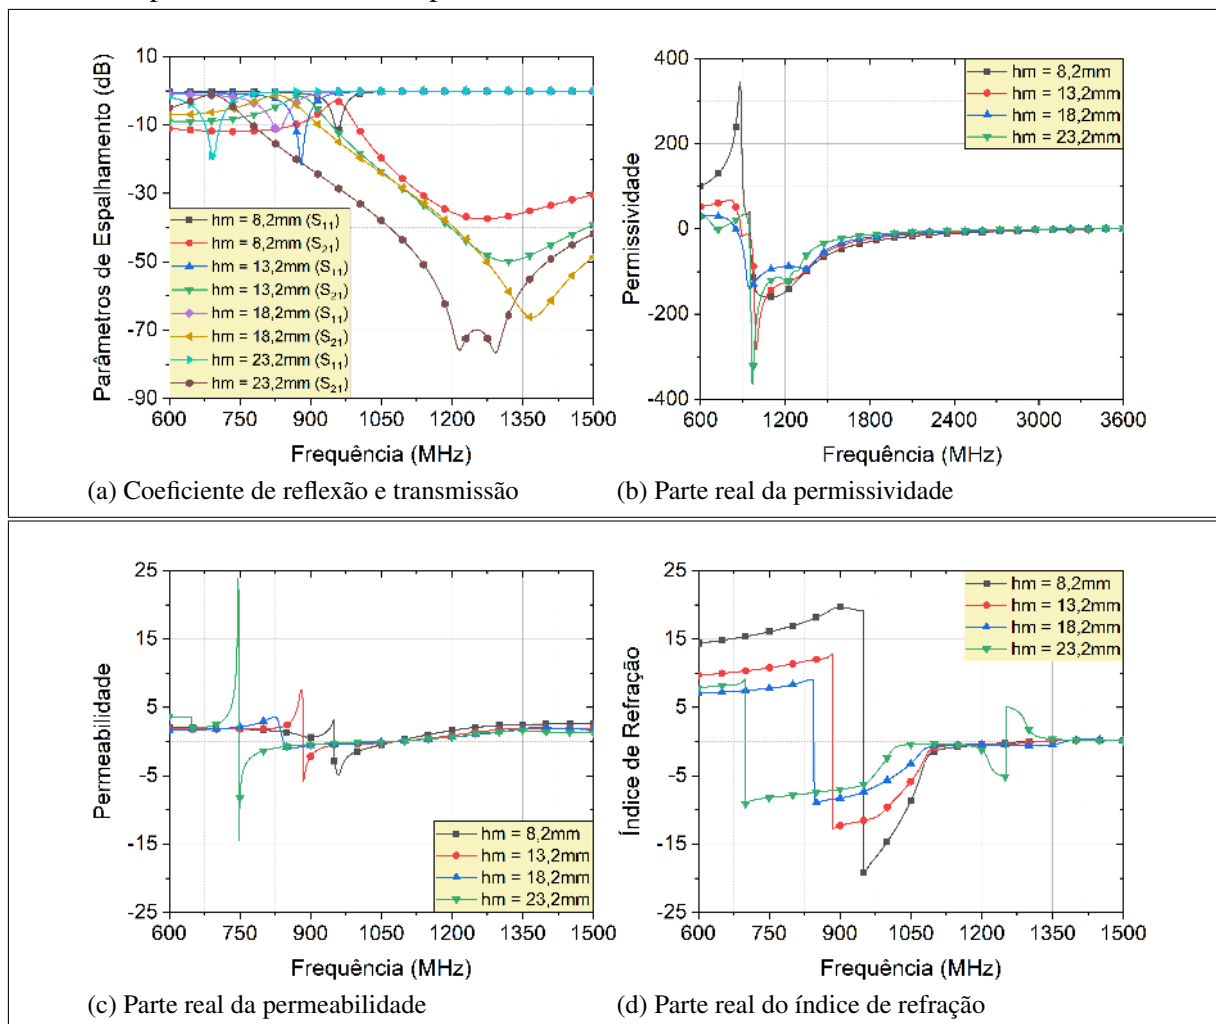 10
-10
-30
-50
-70
-90
Parâmetros de Espalhamento (dB)
hm = 8,2mm (S11)
hm = 8,2mm (S21)
hm = 13,2mm (S11)
hm = 13,2mm (S21)
hm = 18,2mm (S11)
hm = 18,2mm (S21)
hm = 23,2mm (S11)
hm = 23,2mm (S21)
600 750 900 1050 1200 1350 1500
Frequência (MHz)
(a) Coeficiente de reflexão e transmissão
400
200
0
-200
-400
Permissividade
hm = 8,2mm
hm = 13,2mm
hm = 18,2mm
hm = 23,2mm
600 1200 1800 2400 3000 3600
Frequência (MHz)
(b) Parte real da permissividade
25
15
5
-5
-15
-25
Permeabilidade
hm = 8,2mm
hm = 13,2mm
hm = 18,2mm
hm = 23,2mm
600 750 900 1050 1200 1350 1500
Frequência (MHz)
(c) Parte real da permeabilidade
25
15
5
-5
-15
-25
Índice de Refração
hm = 8,2mm
hm = 13,2mm
hm = 18,2mm
hm = 23,2mm
600 750 900 1050 1200 1350 1500
Frequência (MHz)
(d) Parte real do índice de refração